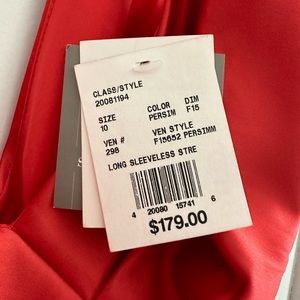 CLASS/STYLE
20081194
SIZE COLOR DIM
10 PERSIM F15
VEN # VEN STYLE
298 F15652 PERSIMM
LONG SLEEVELESS STRE
4 20080 15741 6
$179.00